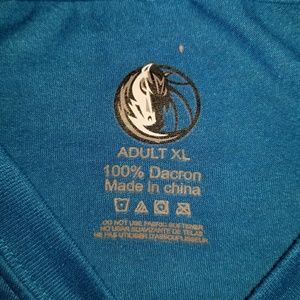 ADULT XL
100% Dacron
Made In china
DO NOT USE FABRIC SOFTENER
NO USAR SUAVIZANTE DE TELAS
NE PAS UTILISER D'ASSOUPLISSEUR